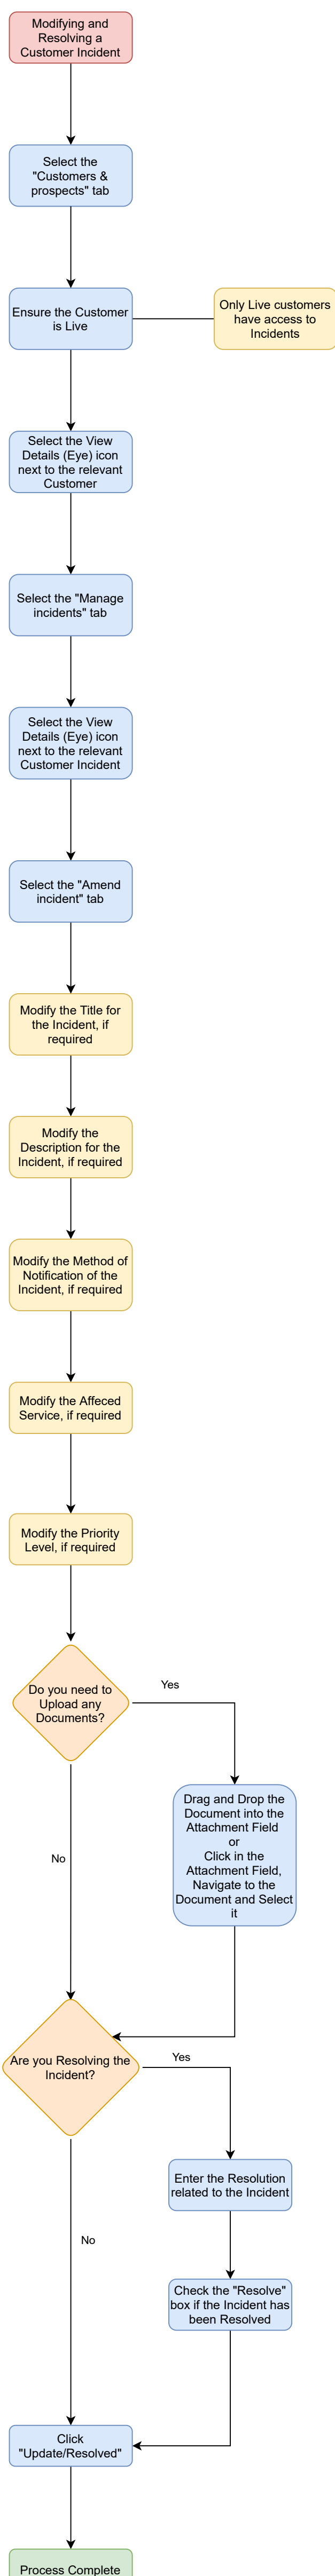 Modifying and
Resolving a
Customer Incident
Select the
"Customers &
prospects" tab
Ensure the Customer
is Live
Only Live customers
have access to
Incidents
Select the View
Details (Eye) icon
next to the relevant
Customer
Select the "Manage
incidents" tab
Select the View
Details (Eye) icon
next to the relevant
Customer Incident
Select the "Amend
incident" tab
Modify the Title for
the Incident, if
required
Modify the
Description for the
Incident, if required
Modify the Method of
Notification of the
Incident, if required
Modify the Affeced
Service, if required
Modify the Priority
Level, if required
Do you need to
Upload any
Documents?
Yes
Drag and Drop the
Document into the
Attachment Field
or
Click in the
Attachment Field,
Navigate to the
Document and Select
it
No
Are you Resolving the
Incident?
Yes
Enter the Resolution
related to the Incident
No
Check the "Resolve"
box if the Incident has
been Resolved
Click
"Update/Resolved"
Process Complete